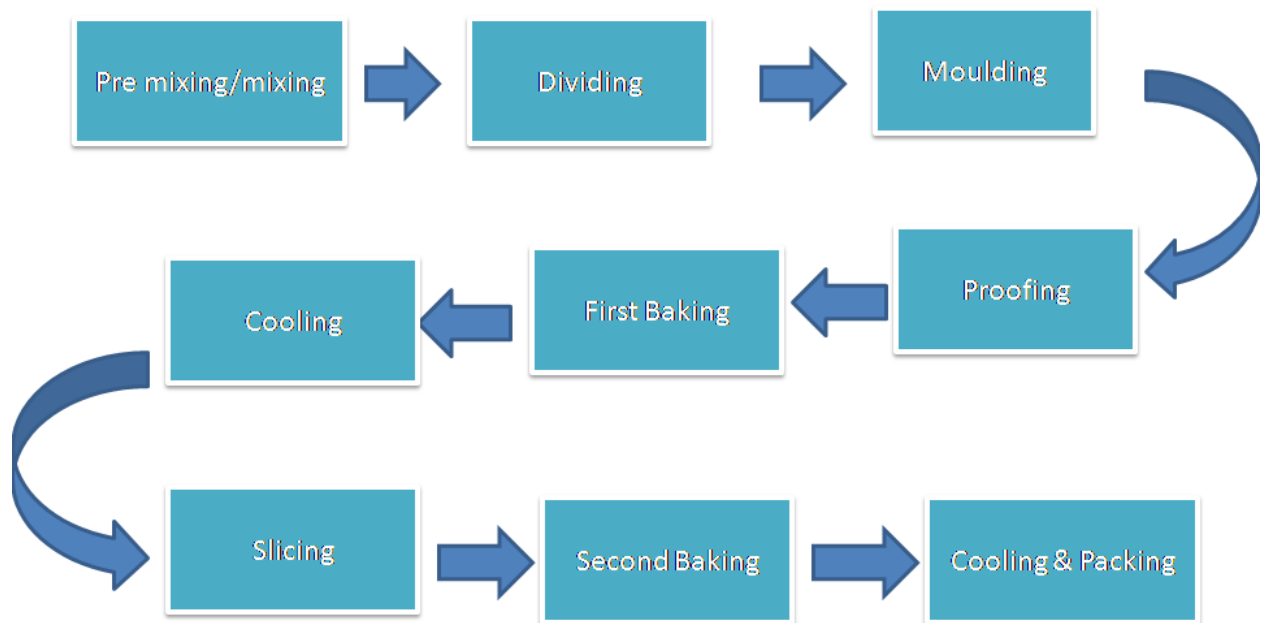 Pre mixing/mixing
Dividing
Moulding
Proofing
First Baking
Cooling
Slicing
Second Baking
Cooling & Packing